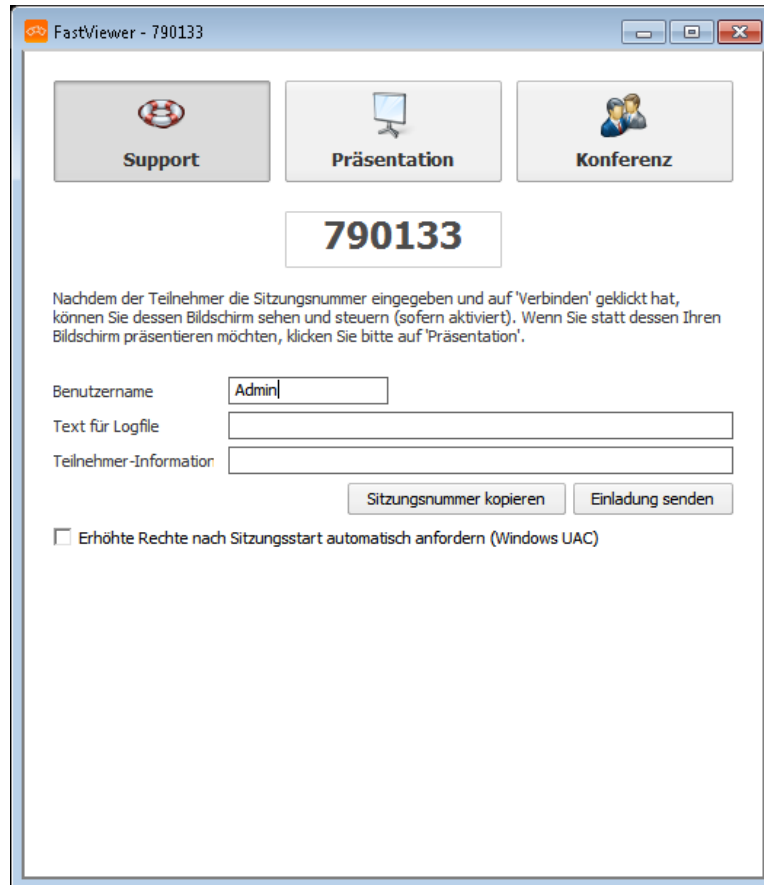 FastViewer - 790133
Support
Präsentation
Konferenz
790133
Nachdem der Teilnehmer die Sitzungsnummer eingegeben und auf 'Verbinden' geklickt hat,
können Sie dessen Bildschirm sehen und steuern (sofern aktiviert). Wenn Sie statt dessen Ihren
Bildschirm präsentieren möchten, klicken Sie bitte auf 'Präsentation'.
Benutzername
Admin
Text für Logfile
Teilnehmer-Information
Sitzungsnummer kopieren
Einladung senden
Erhöhte Rechte nach Sitzungsstart automatisch anfordern (Windows UAC)